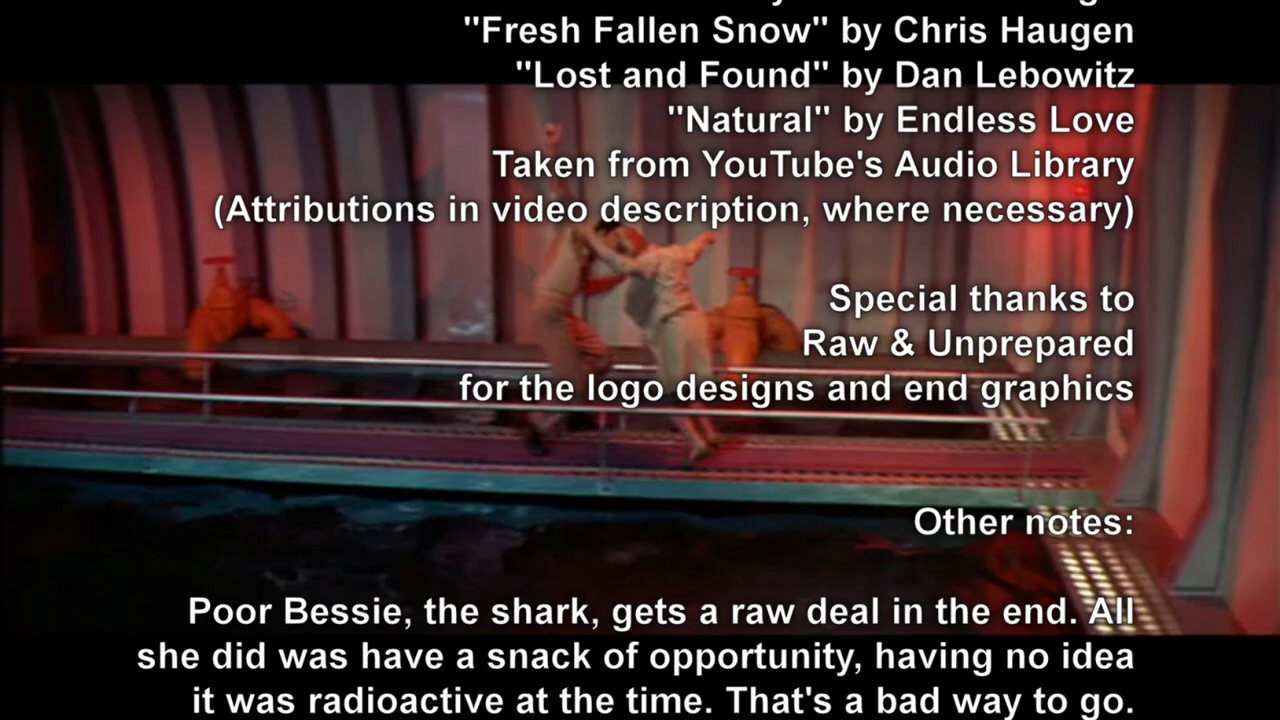 "Fresh Fallen Snow" by Chris Haugen
"Lost and Found" by Dan Lebowitz
"Natural" by Endless Love
Taken from YouTube's Audio Library
(Attributions in video description, where necessary)
Special thanks to
Raw & Unprepared
for the logo designs and end graphics
Other notes:
Poor Bessie, the shark, gets a raw deal in the end. All
she did was have a snack of opportunity, having no idea
it was radioactive at the time. That's a bad way to go.